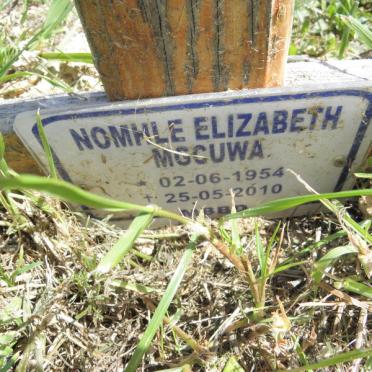 NOMHLE ELIZABETH
MGCUWA
* 02-06-1954
† 25-05-2010